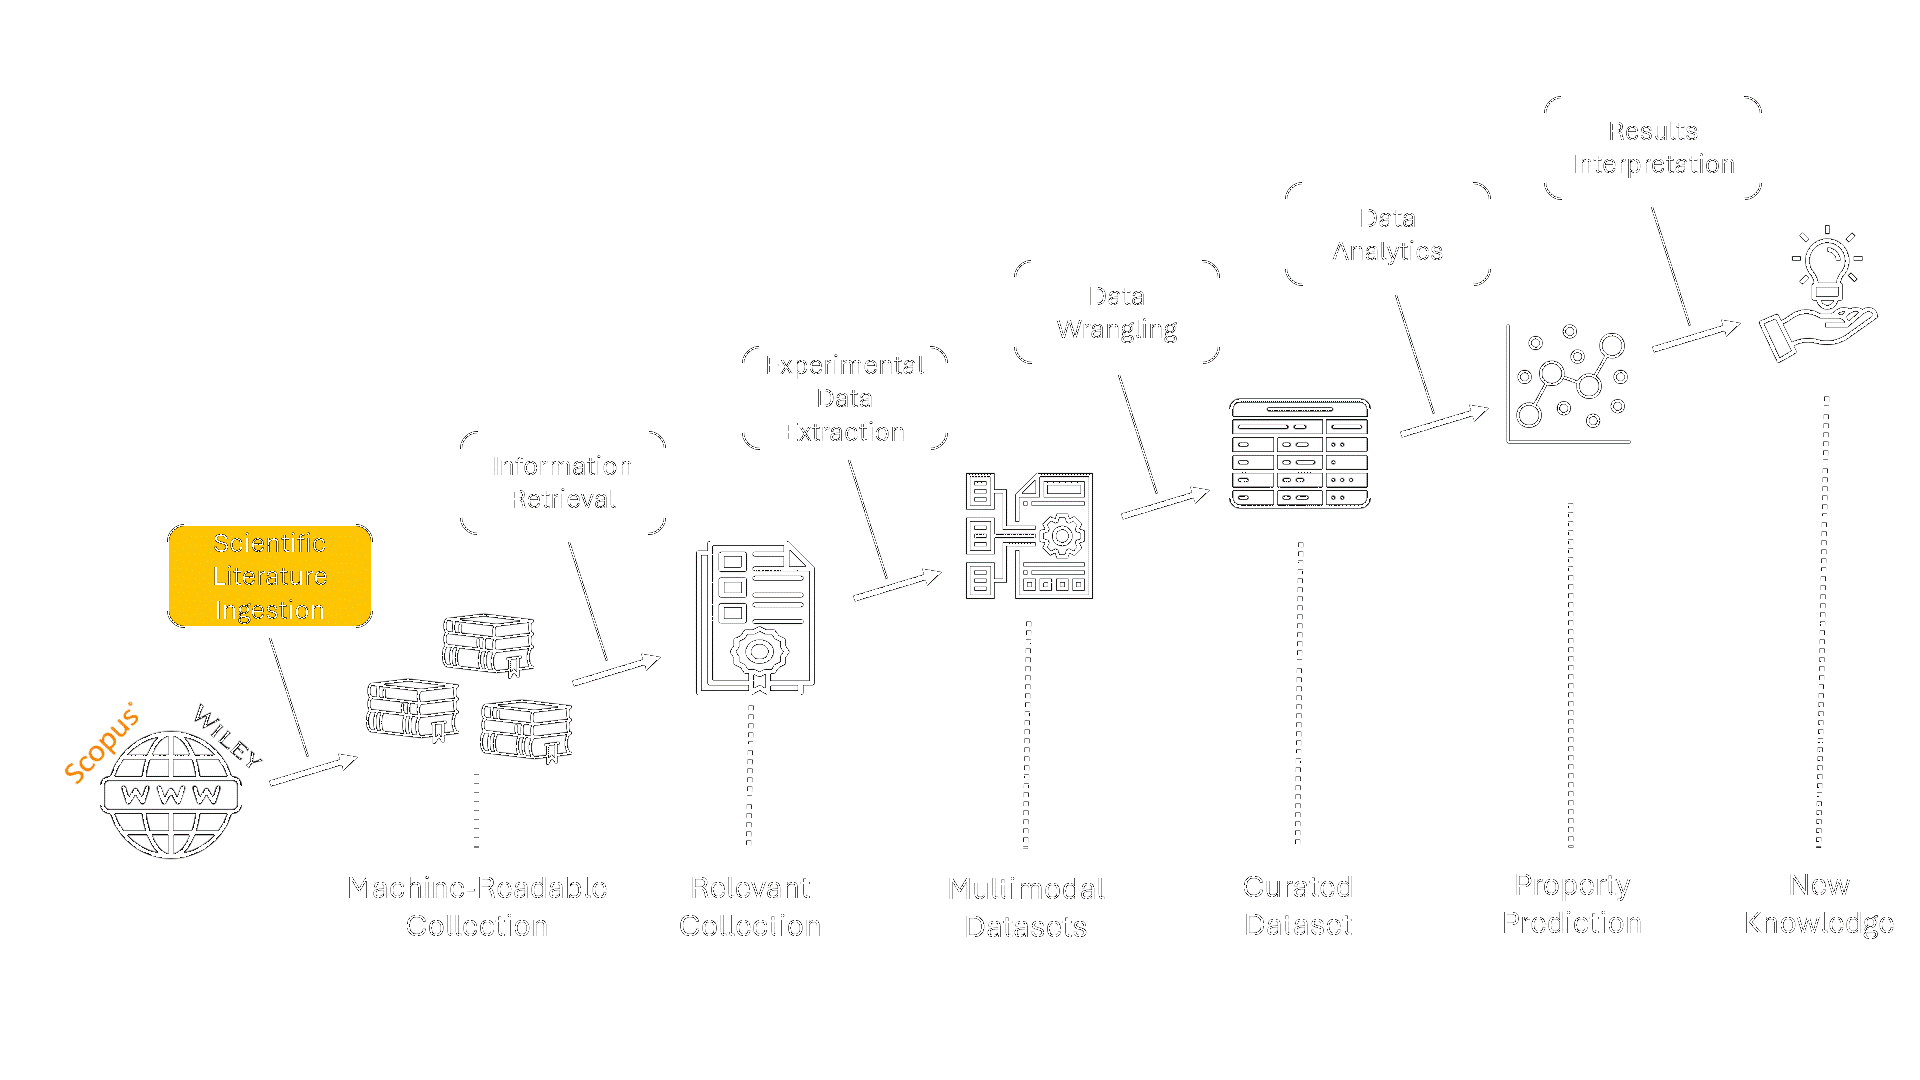 Results
Interpretation
Data
Analytics
Data
Wrangling
Experimental
Data
Extraction
Information
Retrieval
Scientific
Literature
Ingestion
Scopus
WILEY
WWW
Machine-Readable
Collection
Relevant
Collection
Multimodal
Datasets
Curated
Dataset
Property
Prediction
New
Knowledge